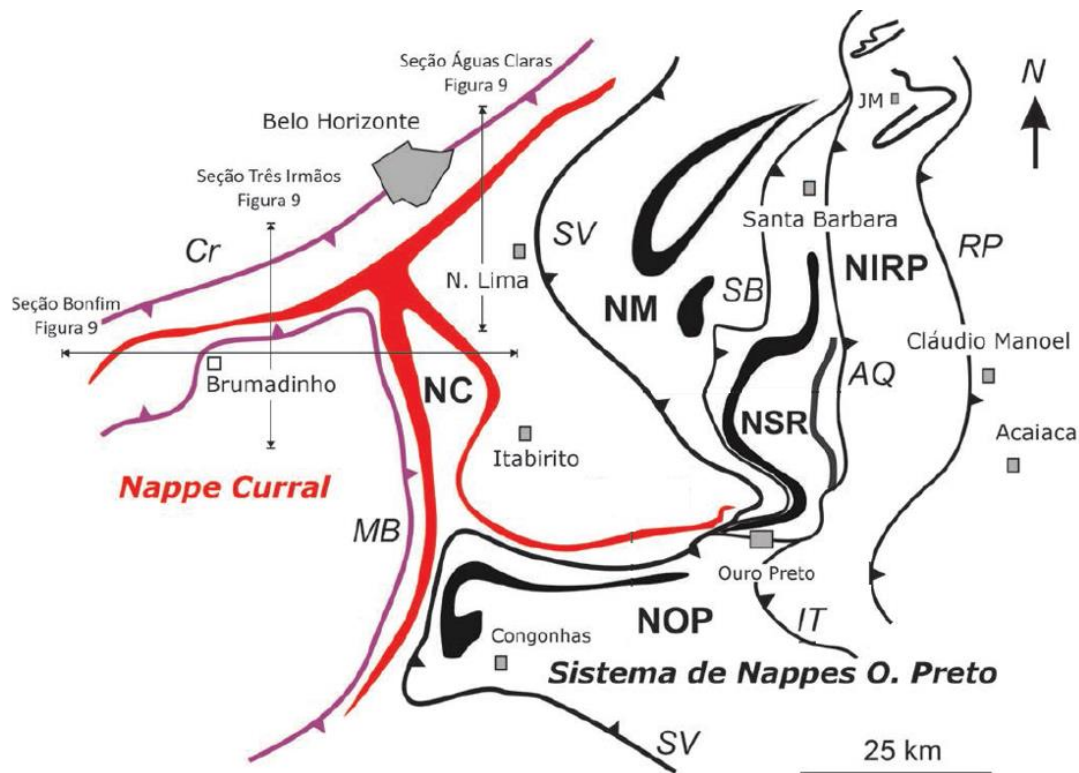 Seção Águas Claras
Figura 9
N
JM
Belo Horizonte
Seção Três Irmãos
Figura 9
Santa Barbara
SV
Cr
NIRP
RP
N. Lima
NM
SB
Seção Bonfim
Figura 9
Cláudio Manoel
Brumadinho
NC
AQ
NSR
Acaiaca
Itabirito
Nappe Curral
MB
Ouro Preto
NOP
IT
Congonhas
Sistema de Nappes O. Preto
SV
25 km